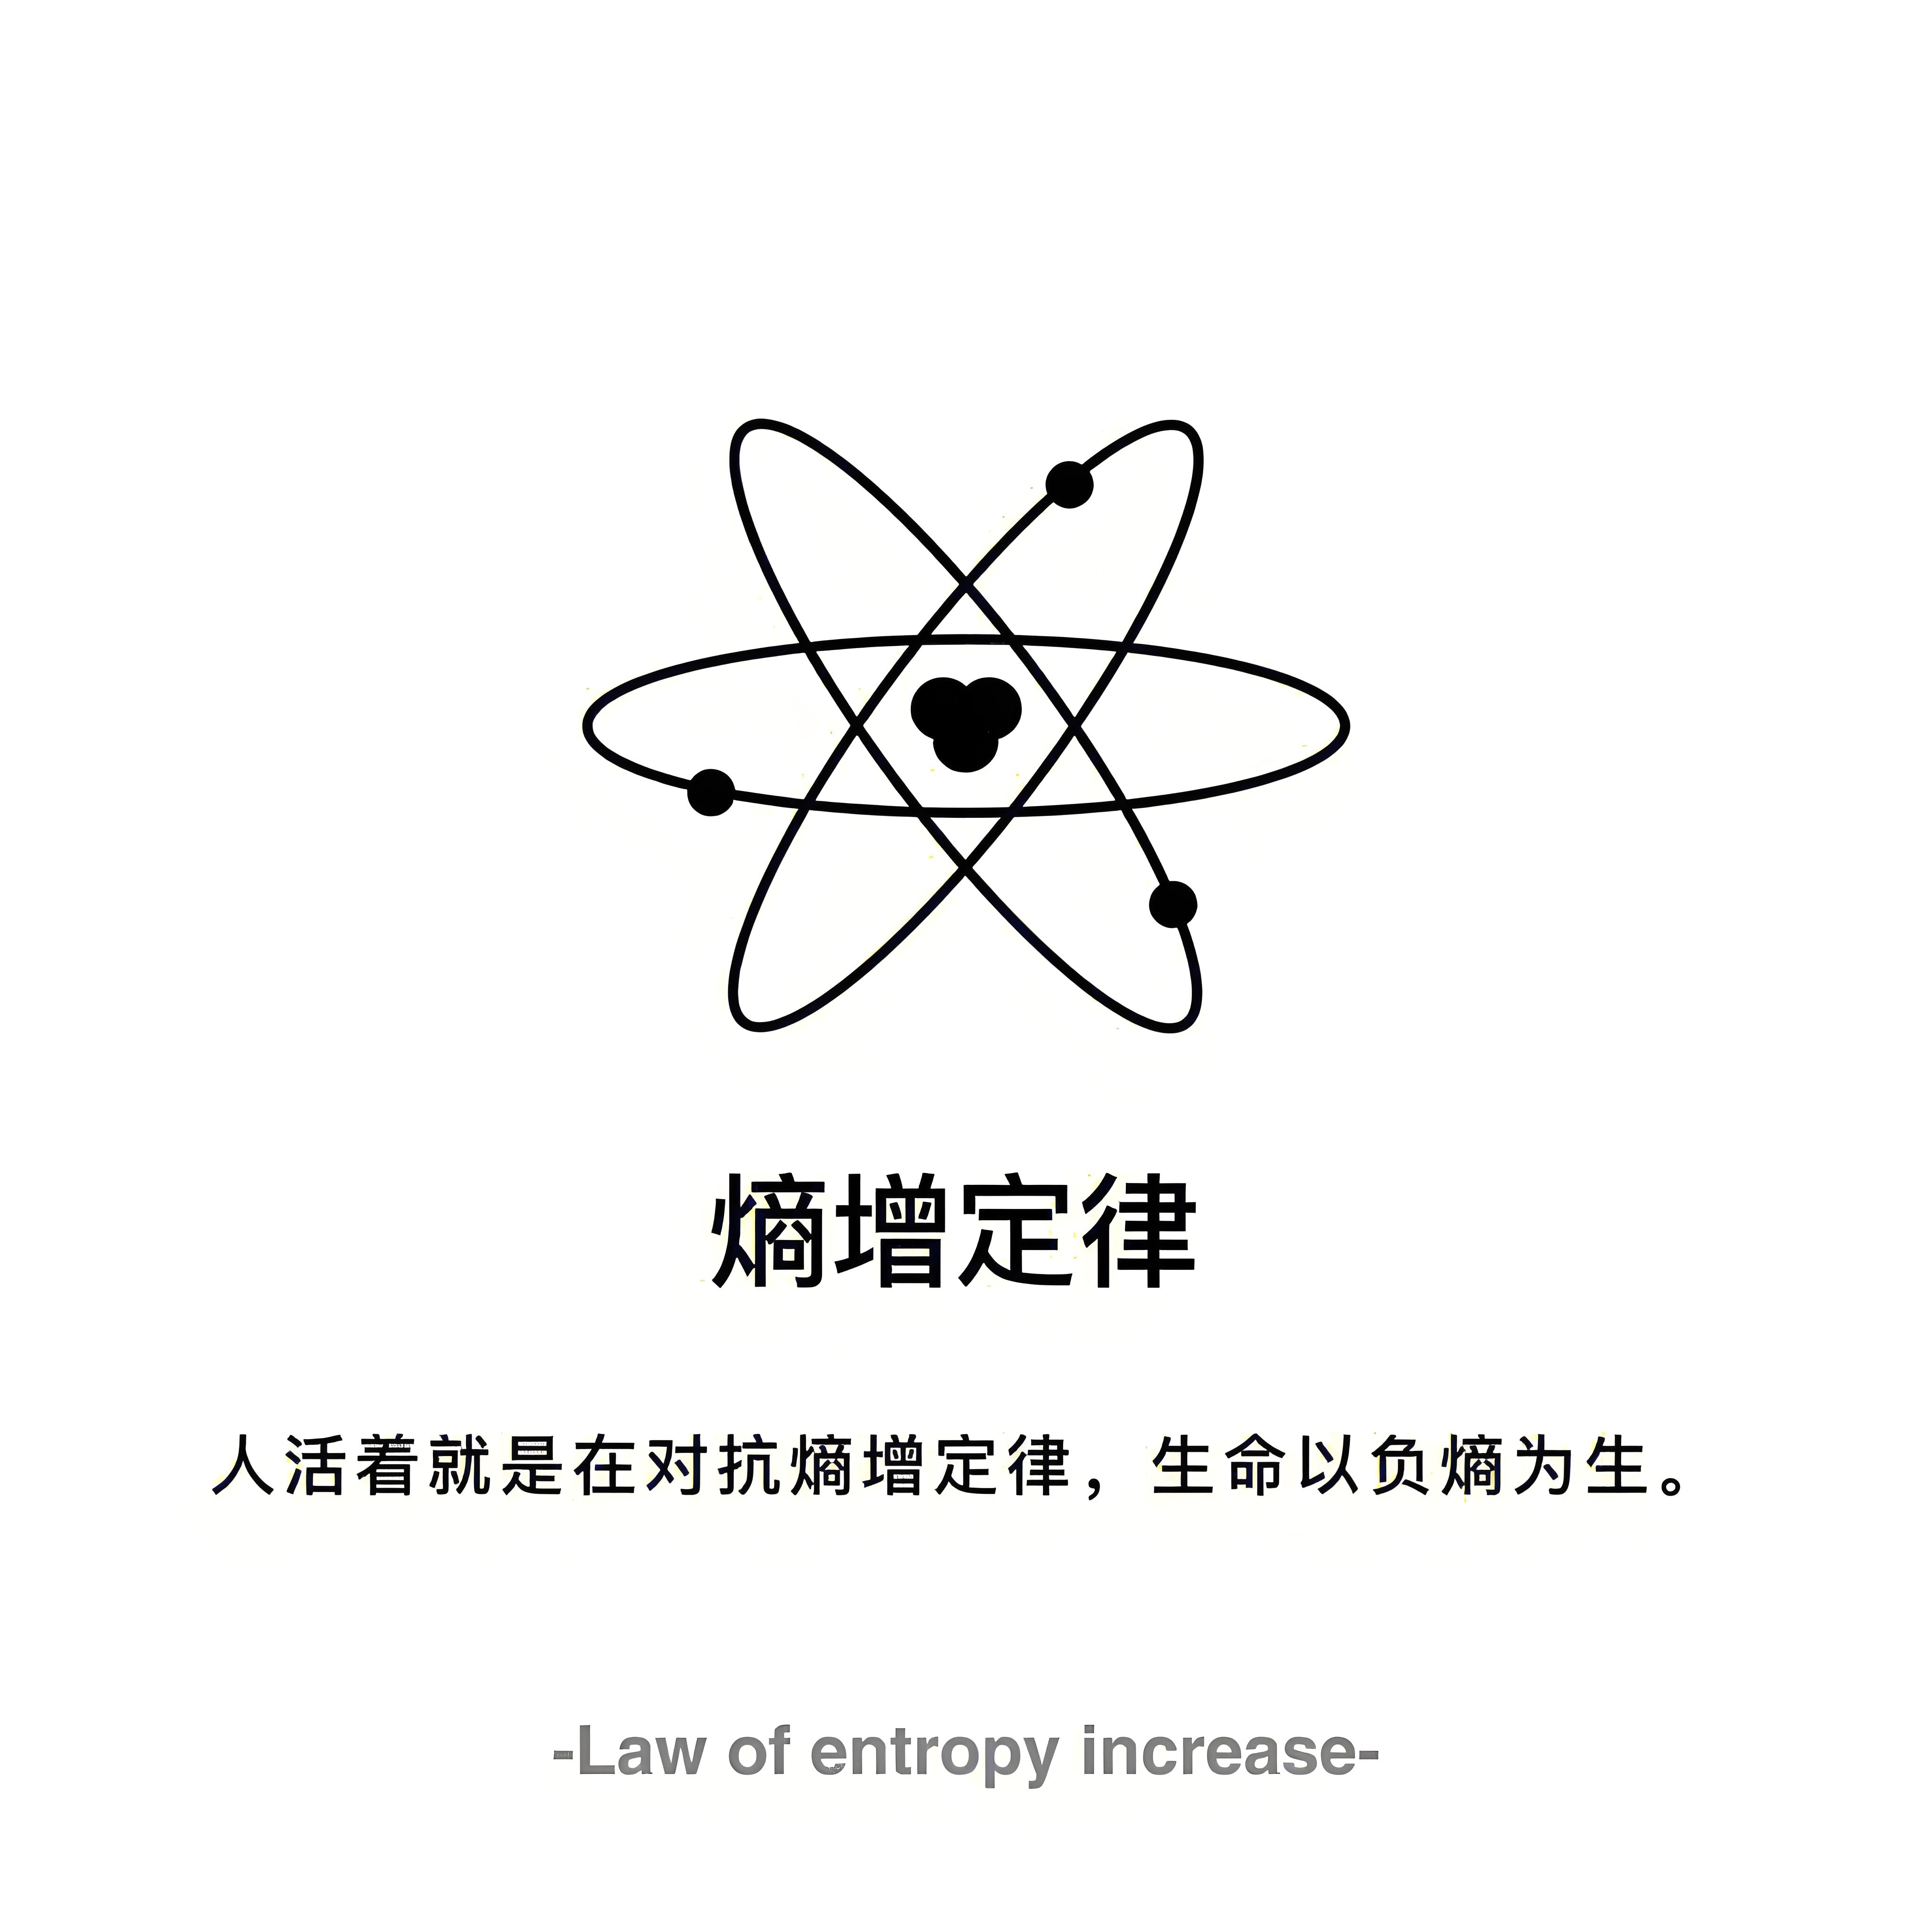 熵增定律
人活着就是在对抗熵增定律，生命以负熵为生。
-Law of entropy increase-